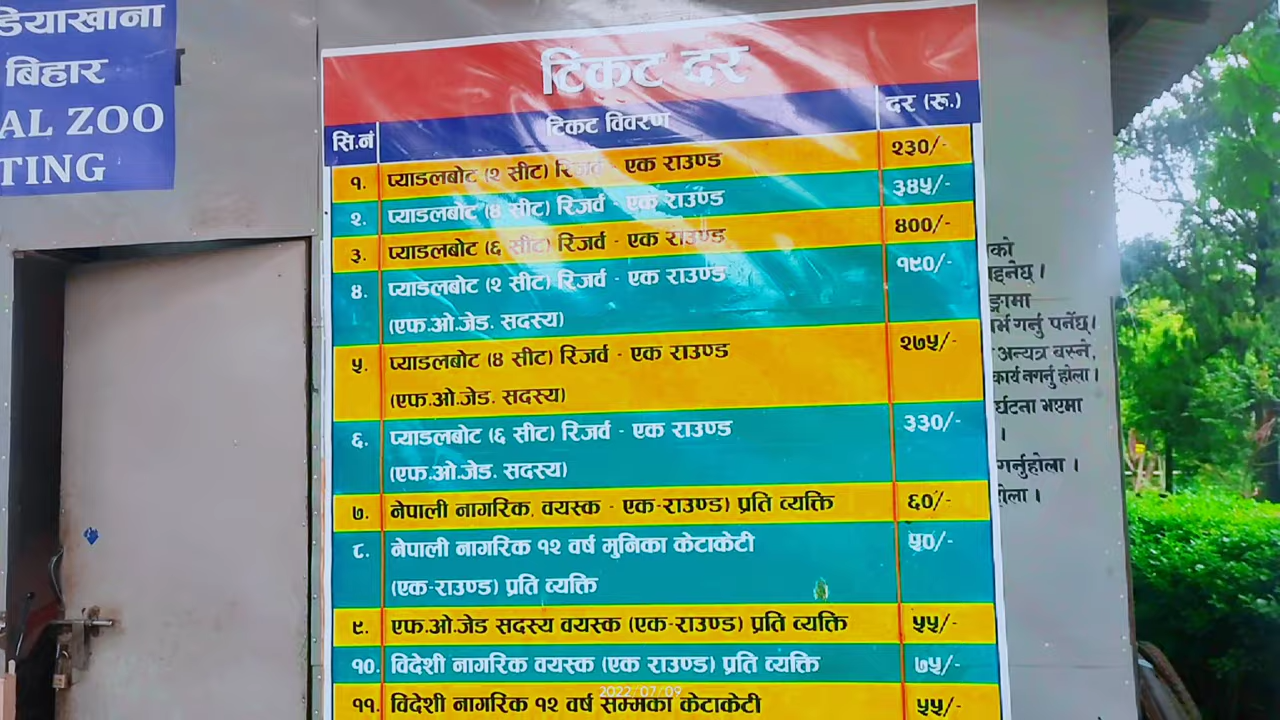 डियाखाना
बिहार
AL ZOO
TING
टिकट दर
सि.नं टिकट विवरण दर (रू.)
१. प्याडलबोट (२ सीट) रिजर्व - एक राउण्ड २३०/-
२. प्याडलबोट (४ सीट) रिजर्व - एक राउण्ड ३४५/-
३. प्याडलबोट (६ सीट) रिजर्व - एक राउण्ड ४००/-
४. प्याडलबोट (२ सीट) रिजर्व - एक राउण्ड १९०/-
(एफ.ओ.जेड. सदस्य)
५. प्याडलबोट (४ सीट) रिजर्व - एक राउण्ड २७५/-
(एफ.ओ.जेड. सदस्य)
६. प्याडलबोट (६ सीट) रिजर्व - एक राउण्ड ३३०/-
(एफ.ओ.जेड. सदस्य)
७. नेपाली नागरिक, वयस्क - एक-राउण्ड) प्रति व्यक्ति ६०/-
८. नेपाली नागरिक १२ वर्ष मुनिका केटाकेटी ५०/-
(एक-राउण्ड) प्रति व्यक्ति
९. एफ.ओ.जेड सदस्य वयस्क (एक-राउण्ड) प्रति व्यक्ति ५५/-
१०. विदेशी नागरिक वयस्क (एक राउण्ड) प्रति व्यक्ति ७५/-
११. विदेशी नागरिक १२ वर्ष सम्मका केटाकेटी ५५/-
2022/07/09
को
र्भ गर्नु पर्नेछ।
अन्यत्र बस्ने,
कार्य नगर्नु होला।
र्घटना भएमा
।
गर्नुहोला।
होला।